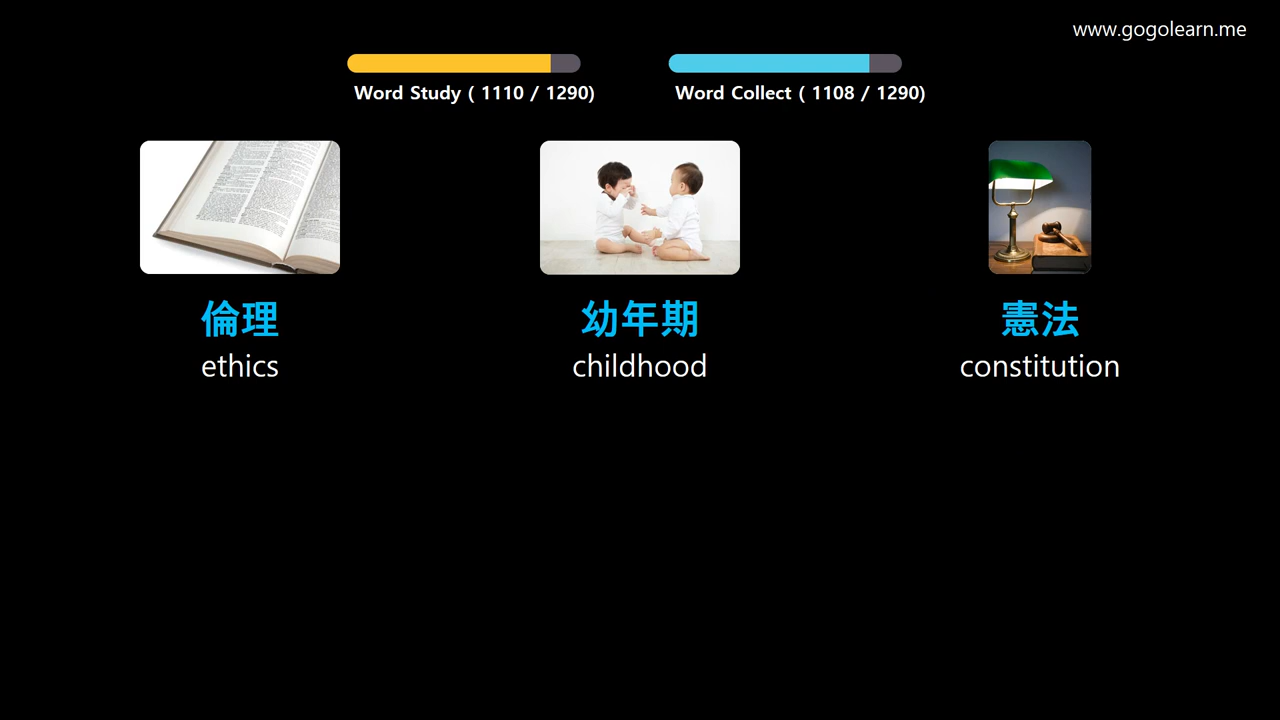 www.gogolearn.me
Word Study ( 1110 / 1290)
Word Collect ( 1108 / 1290)
倫理
ethics
幼年期
childhood
憲法
constitution